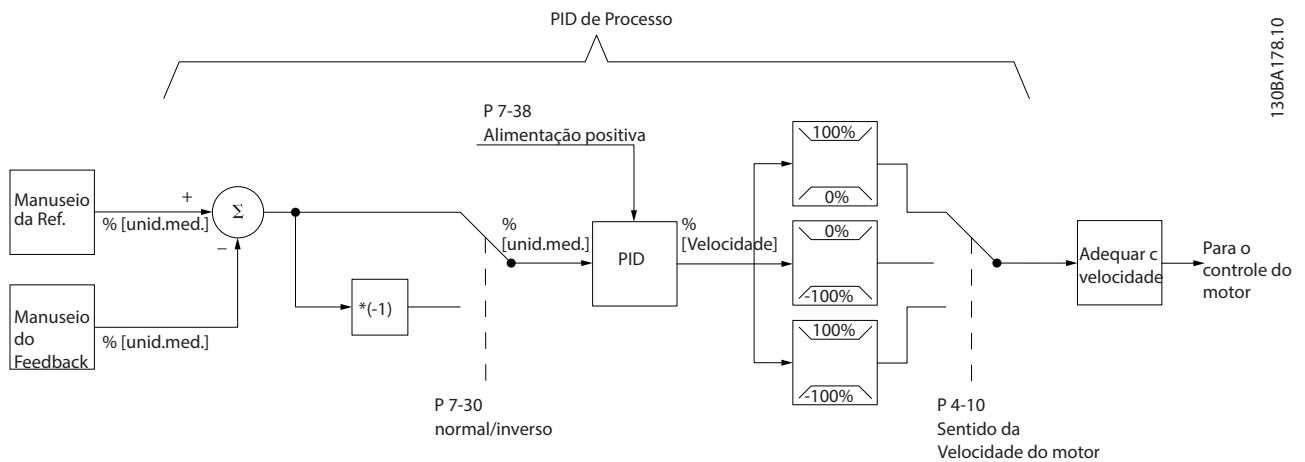 PID de Processo
130BA178.10
P 7-38
Alimentação positiva
100%
0%
Manuseio
da Ref.
+
% [unid.med.]
Σ
–
%
[unid.med.]
PID
%
[Velocidade]
0%
-100%
Adequar c
velocidade
Para o
controle do
motor
Manuseio
do
Feedback
% [unid.med.]
*(-1)
100%
-100%
P 7-30
normal/inverso
P 4-10
Sentido da
Velocidade do motor